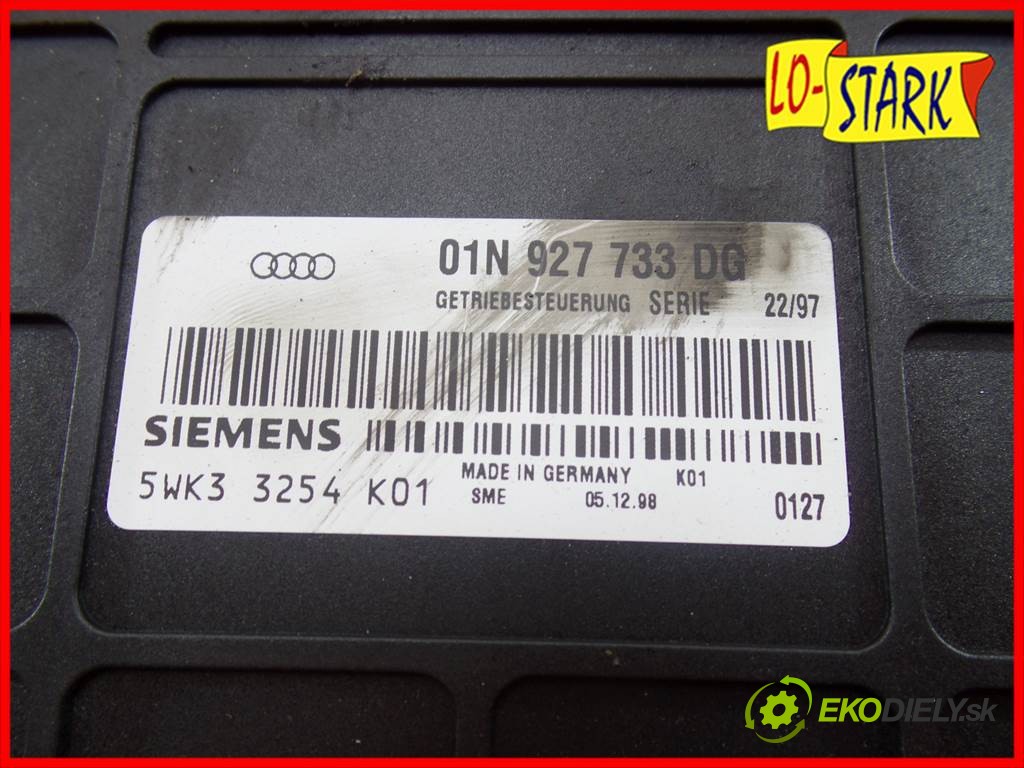 LO-STARK
01N 927 733 DG
GETRIEBESTEUERUNG SERIE 22/97
SIEMENS
MADE IN GERMANY K01
5WK3 3254 K01
SME 05.12.98 0127
EKODIELY.sk